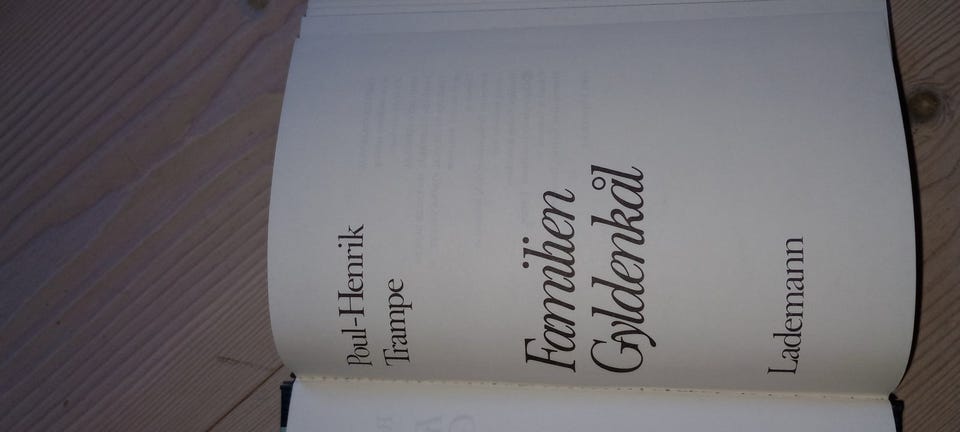 Poul-Henrik
Trampe
Familien
Gyldenkål
Lademann